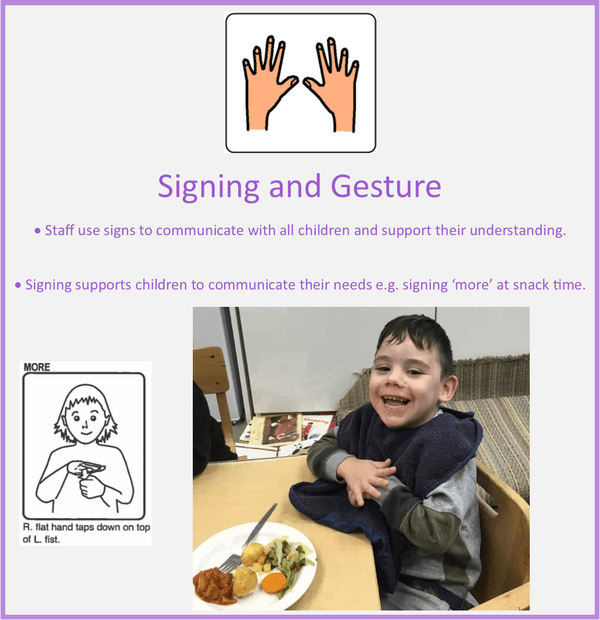 Signing and Gesture
• Staff use signs to communicate with all children and support their understanding.
• Signing supports children to communicate their needs e.g. signing ‘more’ at snack time.
MORE
R. flat hand taps down on top
of L. fist.